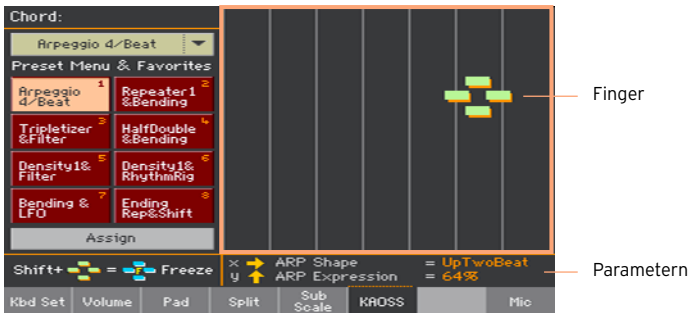 Chord:
Arpeggio 4/Beat
Preset Menu & Favorites
Arpeggio 4/Beat 1
Repeater1 &Bending 2
Tripletizer &Filter 3
HalfDouble &Bending 4
Density1& Filter 5
Density1& RhythmRig 6
Bending & LFO 7
Ending Rep&Shift 8
Assign
Shift+ = F Freeze
x ARP Shape = UpTwoBeat
y ARP Expression = 64%
Kbd Set Volume Pad Split Sub Scale KAOSS Mic
Finger
Parametern